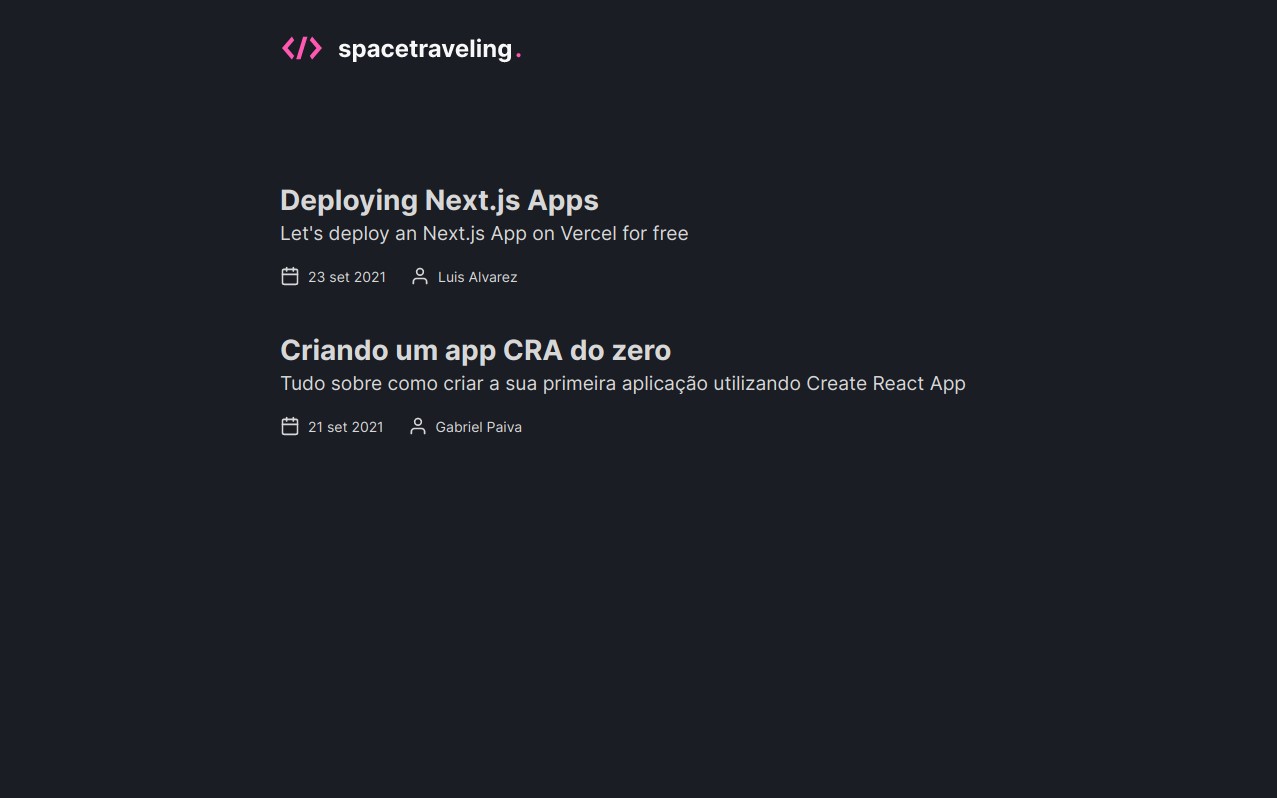 </> spacetraveling.
Deploying Next.js Apps
Let's deploy an Next.js App on Vercel for free
23 set 2021 Luis Alvarez
Criando um app CRA do zero
Tudo sobre como criar a sua primeira aplicação utilizando Create React App
21 set 2021 Gabriel Paiva